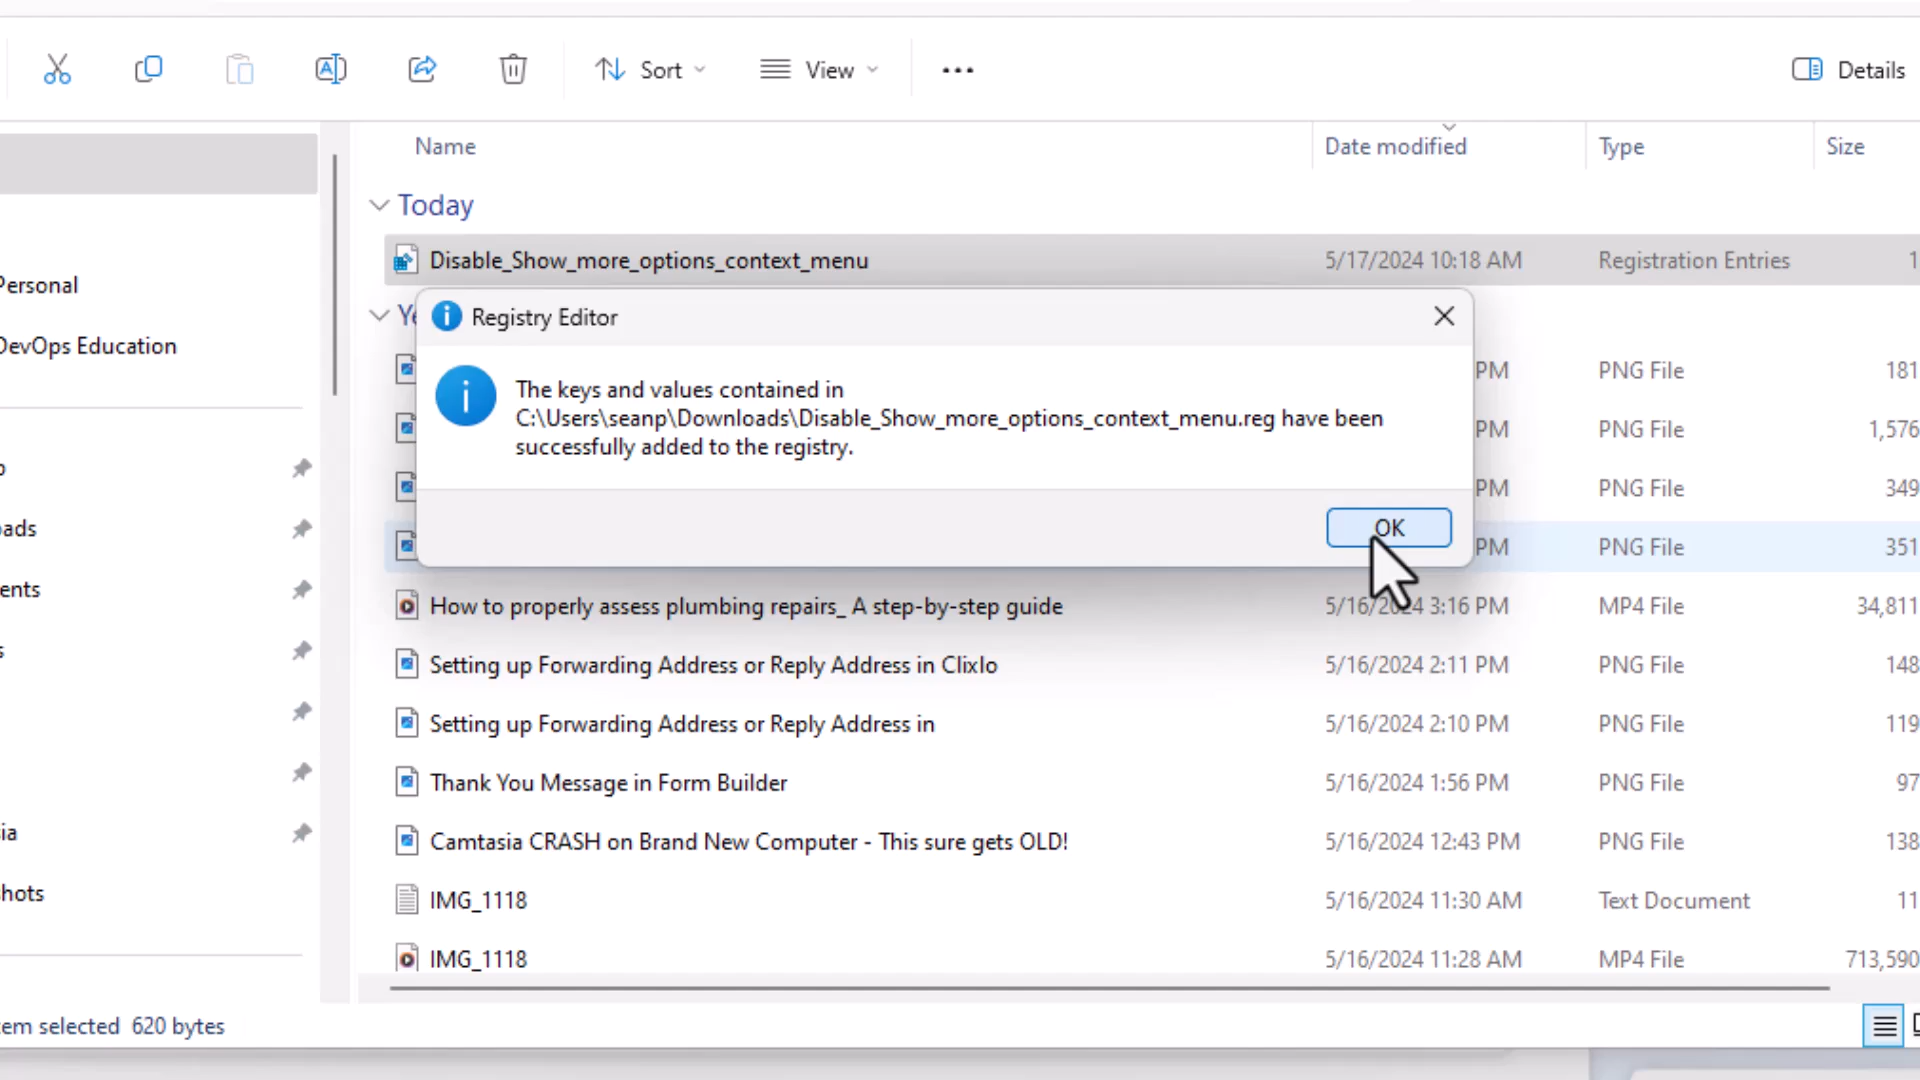 Sort
View
Details
Name
Date modified
Type
Size
Today
Disable_Show_more_options_context_menu
5/17/2024 10:18 AM
Registration Entries
1
Personal
Ye
Registry Editor
DevOps Education
The keys and values contained in
C:\Users\seanp\Downloads\Disable_Show_more_options_context_menu.reg have been
successfully added to the registry.
PM
PNG File
181
PM
PNG File
1,576
PM
PNG File
349
oads
OK
PM
PNG File
351
ents
How to properly assess plumbing repairs_ A step-by-step guide
5/16/2024 3:16 PM
MP4 File
34,811
s
Setting up Forwarding Address or Reply Address in Clixlo
5/16/2024 2:11 PM
PNG File
148
Setting up Forwarding Address or Reply Address in
5/16/2024 2:10 PM
PNG File
119
Thank You Message in Form Builder
5/16/2024 1:56 PM
PNG File
97
ia
Camtasia CRASH on Brand New Computer - This sure gets OLD!
5/16/2024 12:43 PM
PNG File
138
hots
IMG_1118
5/16/2024 11:30 AM
Text Document
11
IMG_1118
5/16/2024 11:28 AM
MP4 File
713,590
em selected 620 bytes